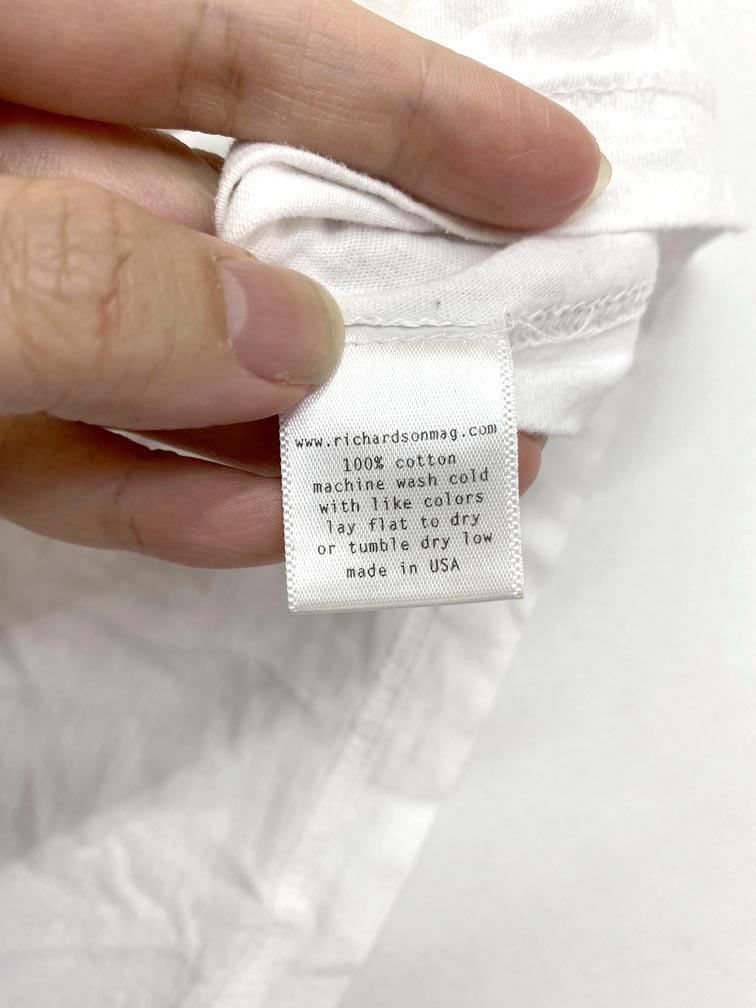 www.richardsonmag.com
100% cotton
machine wash cold
with like colors
lay flat to dry
or tumble dry low
made in USA